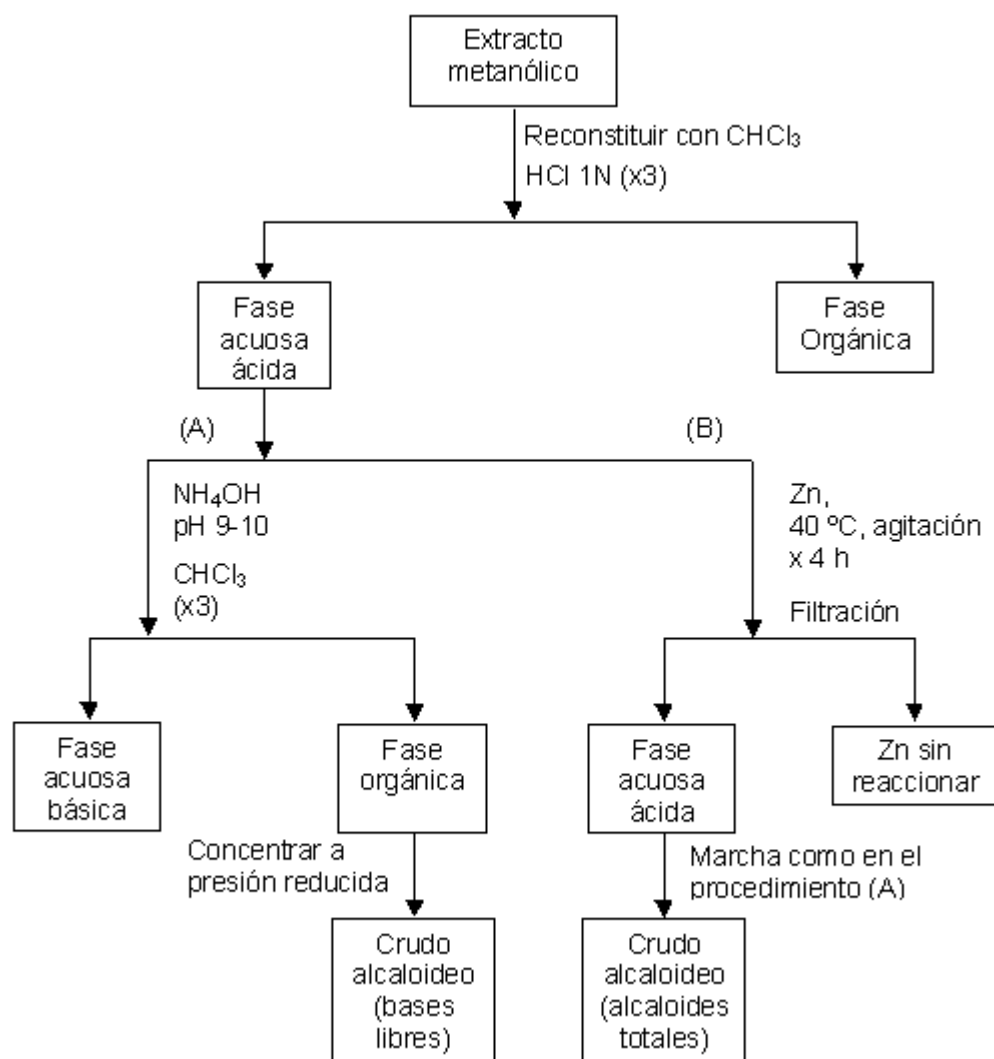 Extracto
metanólico
Reconstituir con CHCl₃
HCl 1N (x3)
Fase
acuosa
ácida
Fase
Orgánica
(A)
(B)
NH₄OH
pH 9-10
CHCl₃
(x3)
Zn,
40 ºC, agitación
x 4 h
Filtración
Fase
acuosa
básica
Fase
orgánica
Fase
acuosa
ácida
Zn sin
reaccionar
Concentrar a
presión reducida
Marcha como en el
procedimiento (A)
Crudo
alcaloideo
(bases
libres)
Crudo
alcaloideo
(alcaloides
totales)